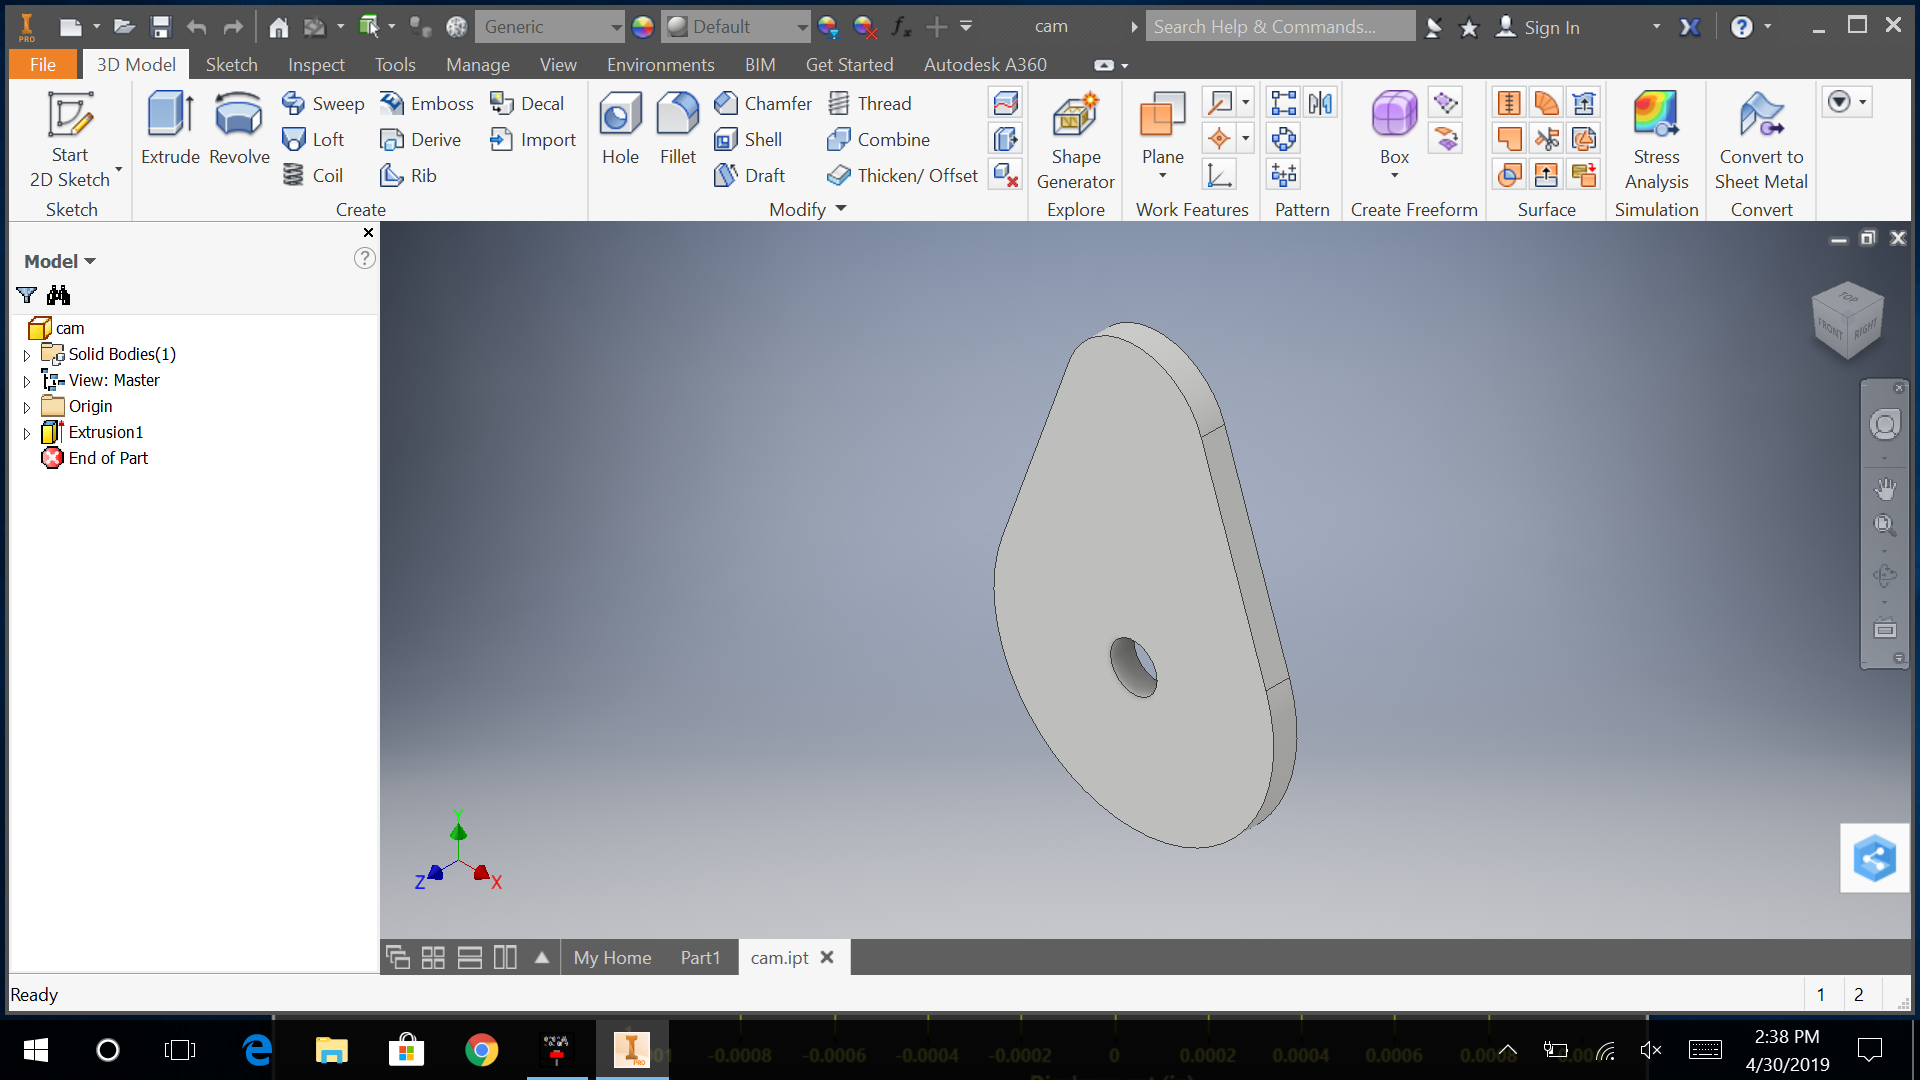 PRO
Generic
Default
cam
Search Help & Commands...
Sign In
File
3D Model
Sketch
Inspect
Tools
Manage
View
Environments
BIM
Get Started
Autodesk A360
Start
2D Sketch
Sketch
Extrude
Revolve
Sweep
Loft
Coil
Emboss
Derive
Rib
Decal
Import
Create
Hole
Fillet
Chamfer
Shell
Draft
Thread
Combine
Thicken/ Offset
Modify
Shape
Generator
Explore
Plane
Work Features
Pattern
Box
Create Freeform
Surface
Stress
Analysis
Simulation
Convert to
Sheet Metal
Convert
Model
cam
Solid Bodies(1)
View: Master
Origin
Extrusion1
End of Part
TOP
FRONT
RIGHT
Y
Z
X
My Home
Part1
cam.ipt
Ready
1
2
-0.0008
-0.0006
-0.0004
-0.0002
0
0.0002
0.0004
0.0006
PRO
2:38 PM
4/30/2019